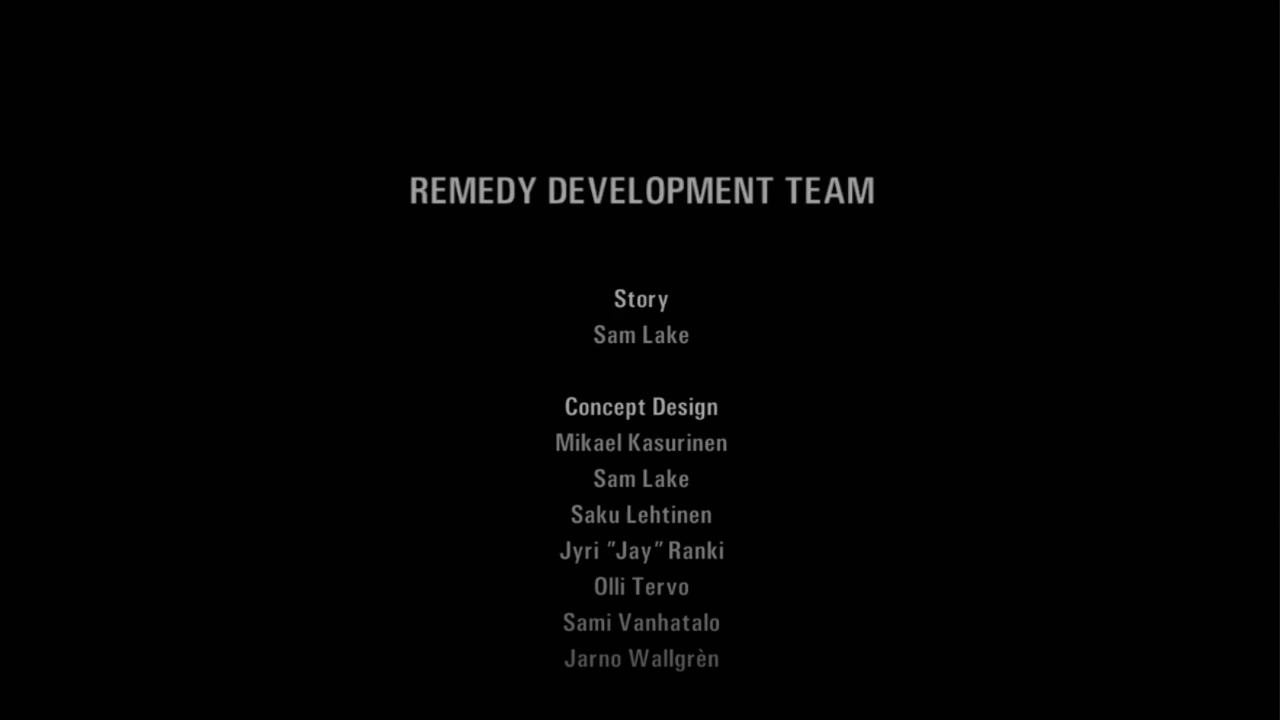 REMEDY DEVELOPMENT TEAM
Story
Sam Lake
Concept Design
Mikael Kasurinen
Sam Lake
Saku Lehtinen
Jyri ”Jay” Ranki
Olli Tervo
Sami Vanhatalo
Jarno Wallgrèn